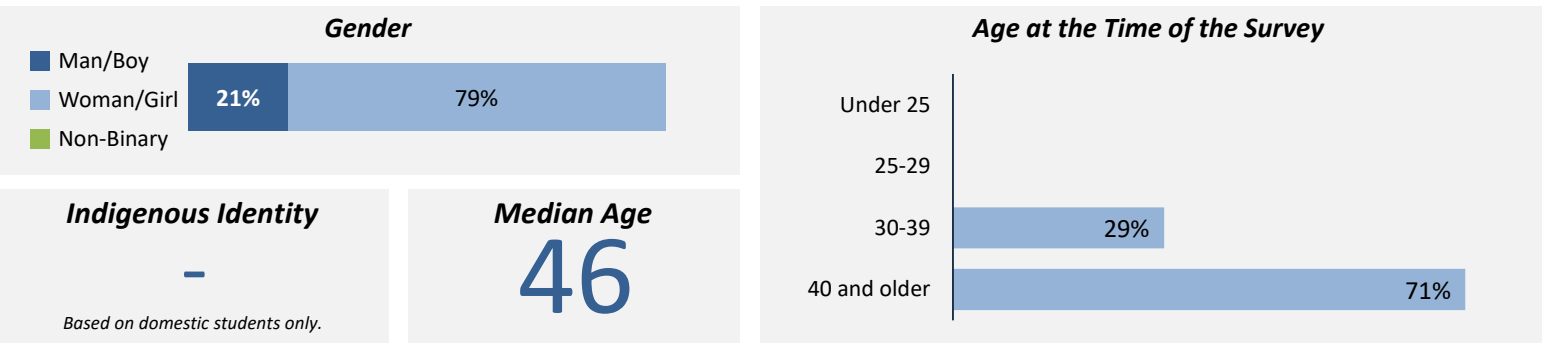 Gender
Man/Boy
Woman/Girl
Non-Binary
21%
79%
Indigenous Identity
-
Based on domestic students only.
Median Age
46
Age at the Time of the Survey
Under 25
25-29
30-39
29%
40 and older
71%